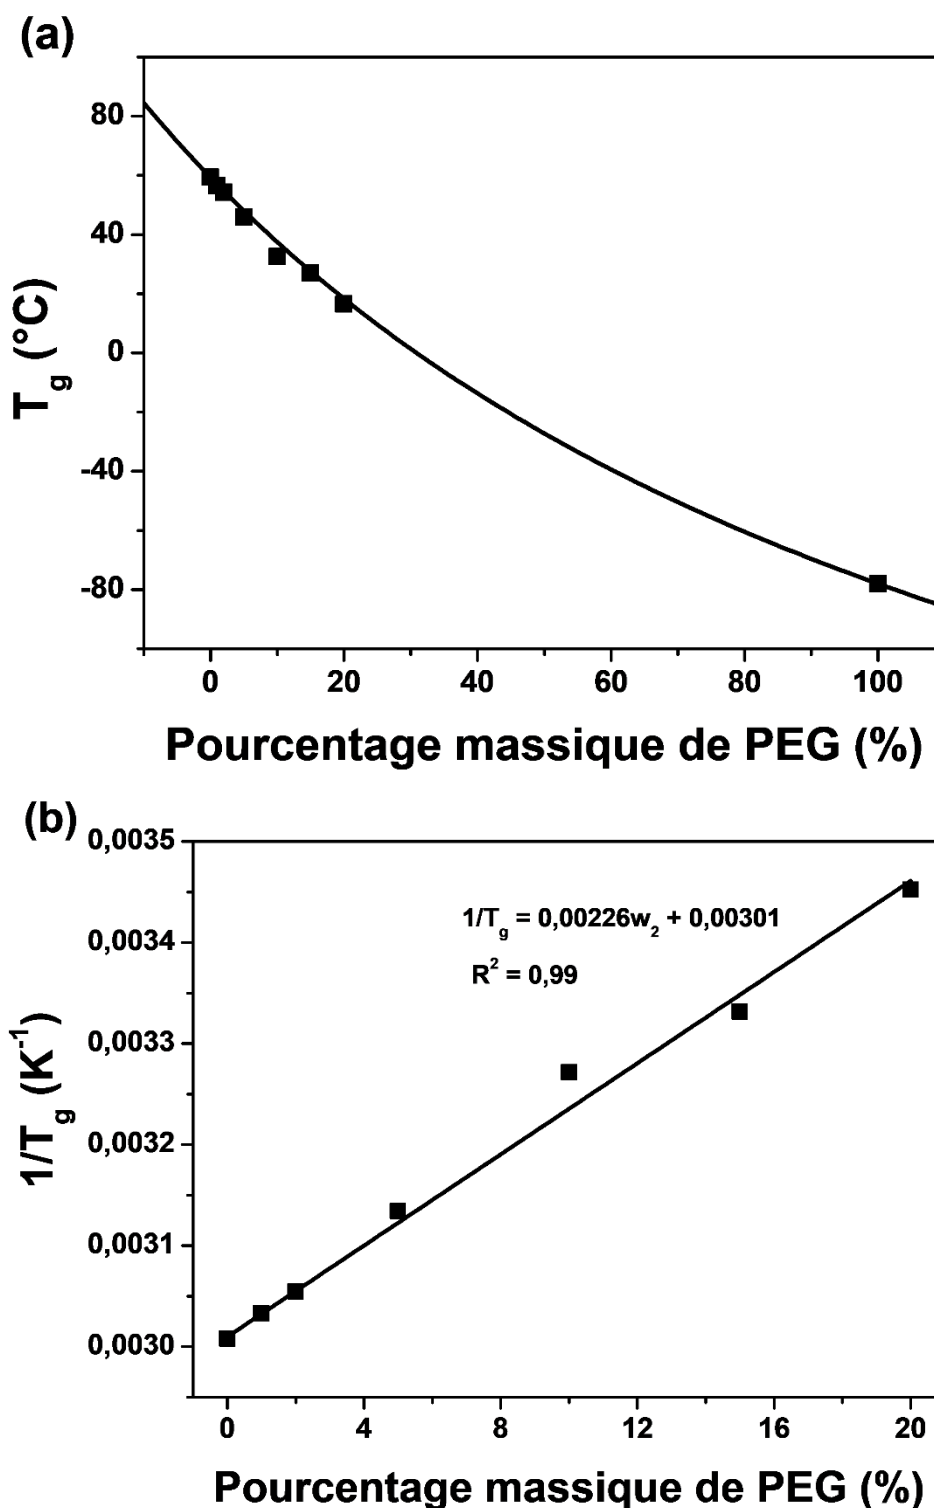 (a)
80
40
0
-40
-80
T_g (°C)
0 20 40 60 80 100
Pourcentage massique de PEG (%)
(b)
0,0035
0,0034
0,0033
0,0032
0,0031
0,0030
1/T_g (K^-1)
1/T_g = 0,00226w_2 + 0,00301
R^2 = 0,99
0 4 8 12 16 20
Pourcentage massique de PEG (%)